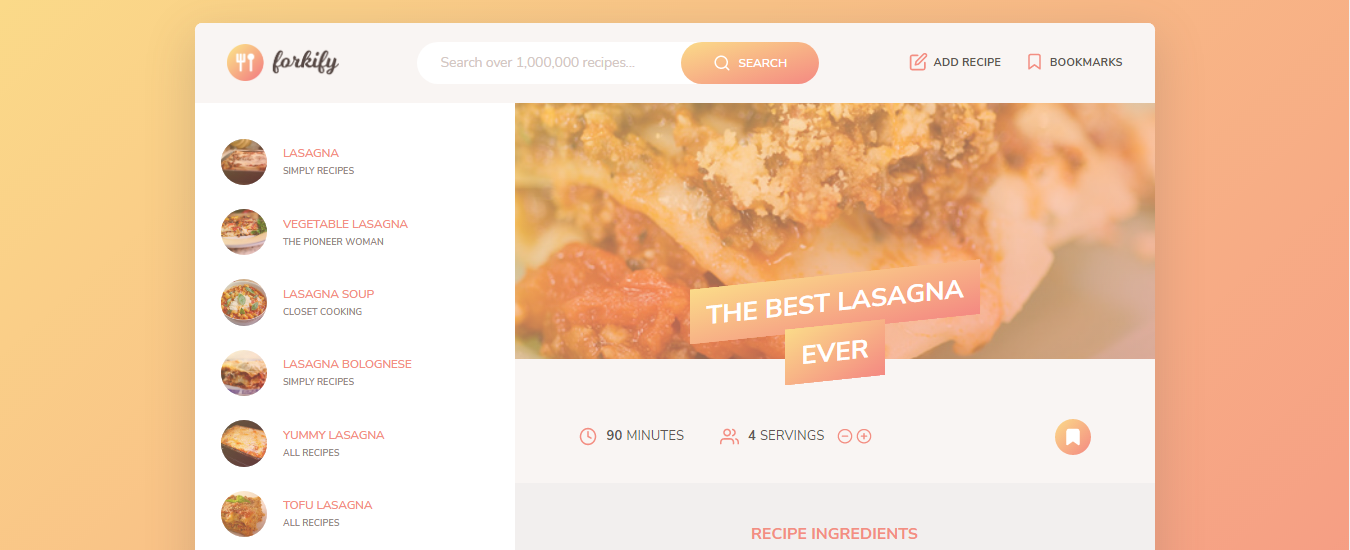 forkify
Search over 1,000,000 recipes...
SEARCH
ADD RECIPE
BOOKMARKS
LASAGNA
SIMPLY RECIPES
VEGETABLE LASAGNA
THE PIONEER WOMAN
LASAGNA SOUP
CLOSET COOKING
LASAGNA BOLOGNESE
SIMPLY RECIPES
YUMMY LASAGNA
ALL RECIPES
TOFU LASAGNA
ALL RECIPES
THE BEST LASAGNA
EVER
90 MINUTES
4 SERVINGS
RECIPE INGREDIENTS